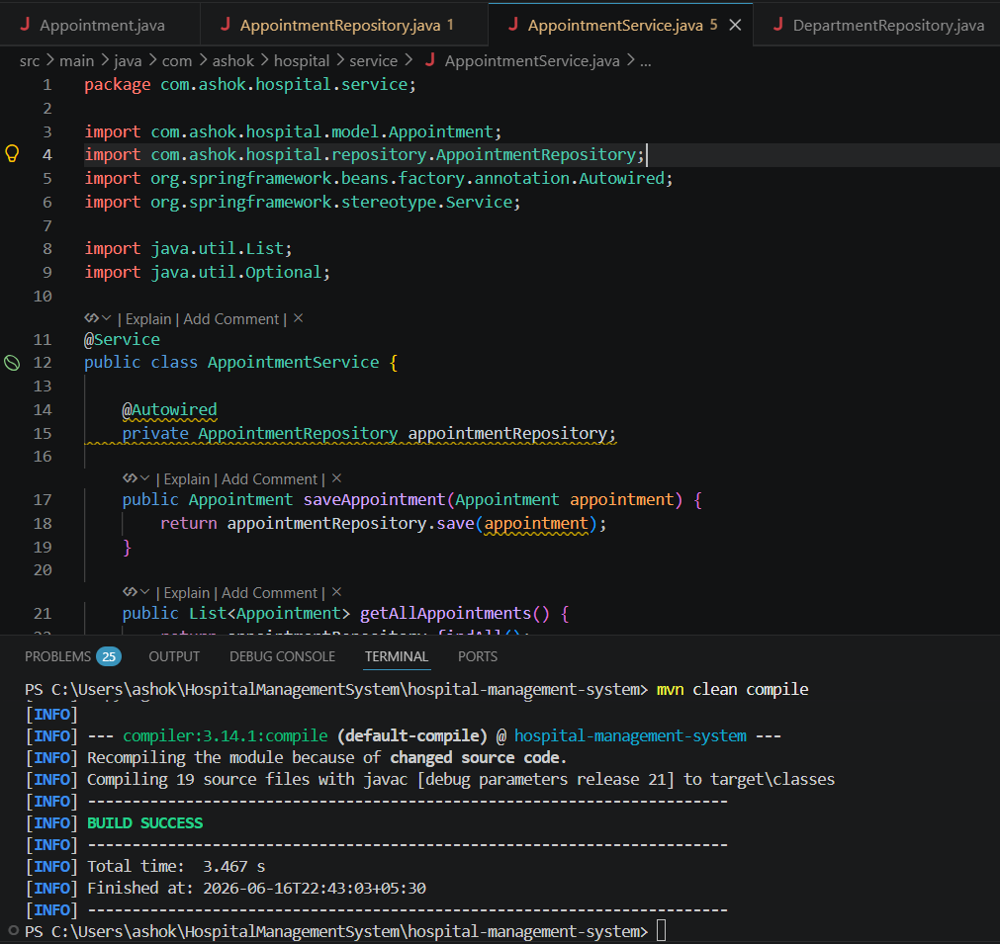 J Appointment.java
J AppointmentRepository.java 1
J AppointmentService.java 5 ×
J DepartmentRepository.java
src > main > java > com > ashok > hospital > service > J AppointmentService.java > ...
1 package com.ashok.hospital.service;
2
3 import com.ashok.hospital.model.Appointment;
4 import com.ashok.hospital.repository.AppointmentRepository;
5 import org.springframework.beans.factory.annotation.Autowired;
6 import org.springframework.stereotype.Service;
7
8 import java.util.List;
9 import java.util.Optional;
10
| Explain | Add Comment | ×
11 @Service
12 public class AppointmentService {
13
14 @Autowired
15 private AppointmentRepository appointmentRepository;
16
| Explain | Add Comment | ×
17 public Appointment saveAppointment(Appointment appointment) {
18 return appointmentRepository.save(appointment);
19 }
20
| Explain | Add Comment | ×
21 public List<Appointment> getAllAppointments() {
PROBLEMS 25 OUTPUT DEBUG CONSOLE TERMINAL PORTS
PS C:\Users\ashok\HospitalManagementSystem\hospital-management-system> mvn clean compile
[INFO]
[INFO] --- compiler:3.14.1:compile (default-compile) @ hospital-management-system ---
[INFO] Recompiling the module because of changed source code.
[INFO] Compiling 19 source files with javac [debug parameters release 21] to target\classes
[INFO] ------------------------------------------------------------------------
[INFO] BUILD SUCCESS
[INFO] ------------------------------------------------------------------------
[INFO] Total time:  3.467 s
[INFO] Finished at: 2026-06-16T22:43:03+05:30
[INFO] ------------------------------------------------------------------------
PS C:\Users\ashok\HospitalManagementSystem\hospital-management-system>